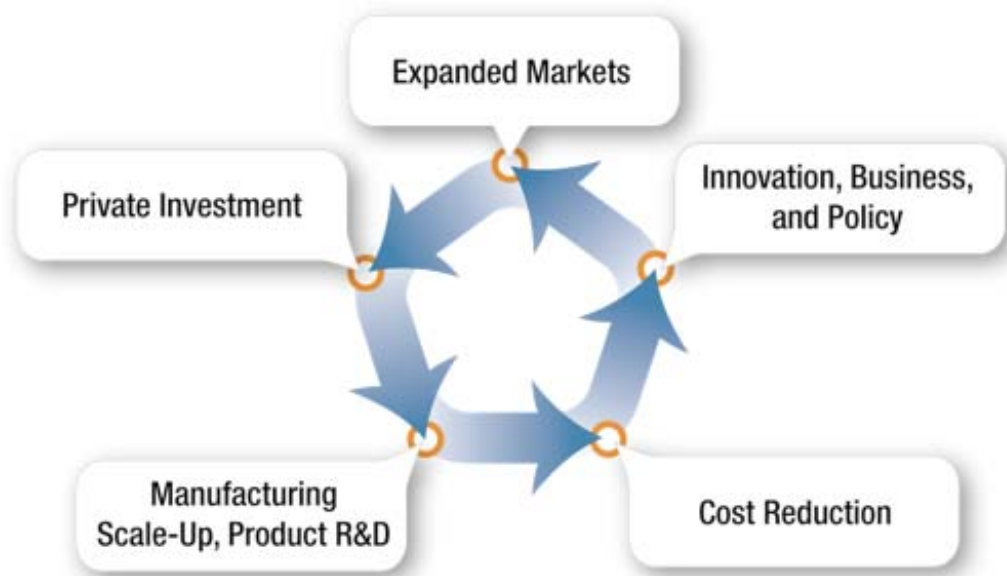 Expanded Markets
Private Investment
Innovation, Business,
and Policy
Manufacturing
Scale-Up, Product R&D
Cost Reduction